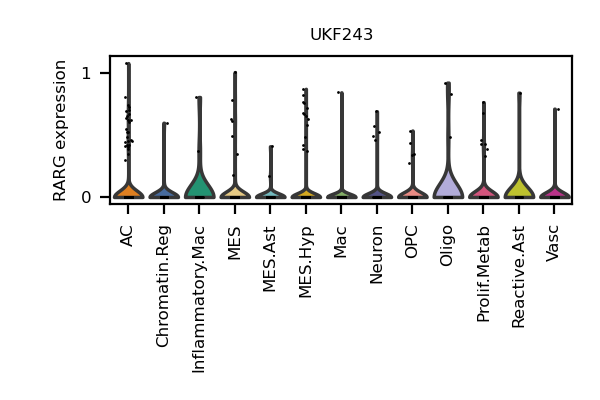 UKF243
RARG expression
1
0
AC
Chromatin.Reg
Inflammatory.Mac
MES
MES.Ast
MES.Hyp
Mac
Neuron
OPC
Oligo
Prolif.Metab
Reactive.Ast
Vasc